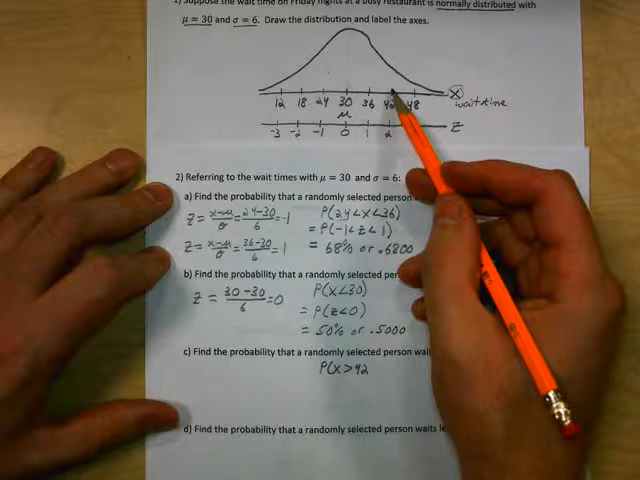 1) Suppose the wait time on Friday nights at a busy restaurant is normally distributed with
μ = 30 and σ = 6. Draw the distribution and label the axes.
12 18 24 30 36 42 48 X
μ wait time
-3 -2 -1 0 1 2 Z
2) Referring to the wait times with μ = 30 and σ = 6:
a) Find the probability that a randomly selected person
z = x-μ/σ = 24-30/6 = -1 P(24<x<36)
= P(-1<z<1)
z = x-μ/σ = 36-30/6 = 1 = 68% or .6800
b) Find the probability that a randomly selected
z = 30-30/6 = 0 P(x<30)
= P(z<0)
= 50% or .5000
c) Find the probability that a randomly selected person
P(x>42
d) Find the probability that a randomly selected person waits